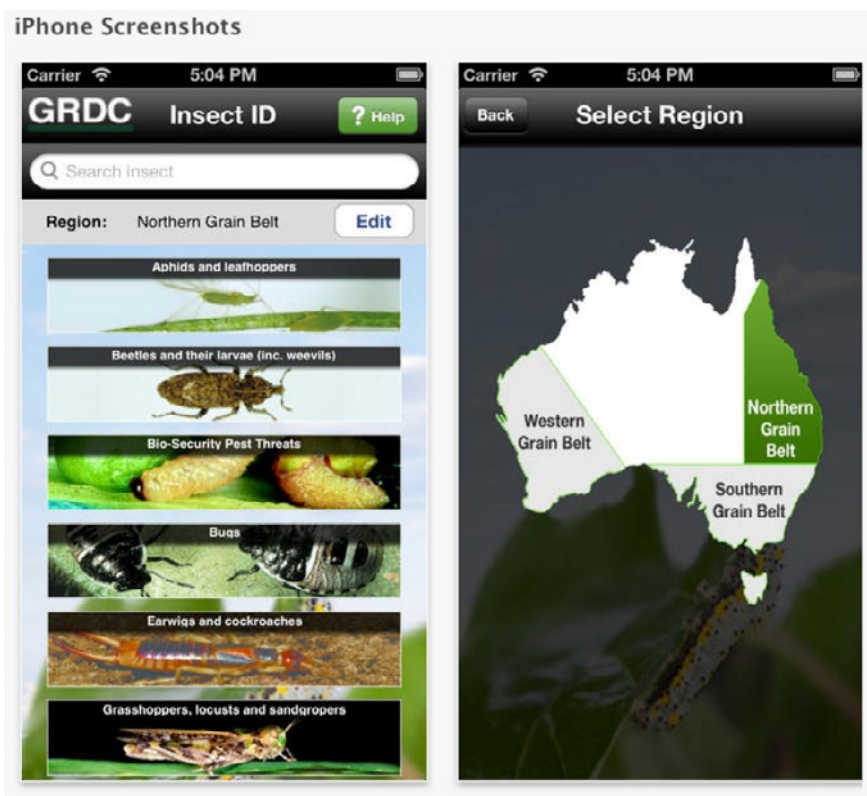 iPhone Screenshots
Carrier 5:04 PM
GRDC Insect ID ? Help
Search insect
Region: Northern Grain Belt Edit
Aphids and leafhoppers
Beetles and their larvae (inc. weevils)
Bio-Security Pest Threats
Bugs
Earwigs and cockroaches
Grasshoppers, locusts and sandgropers
Carrier 5:04 PM
Back Select Region
Western
Grain Belt
Northern
Grain
Belt
Southern
Grain Belt